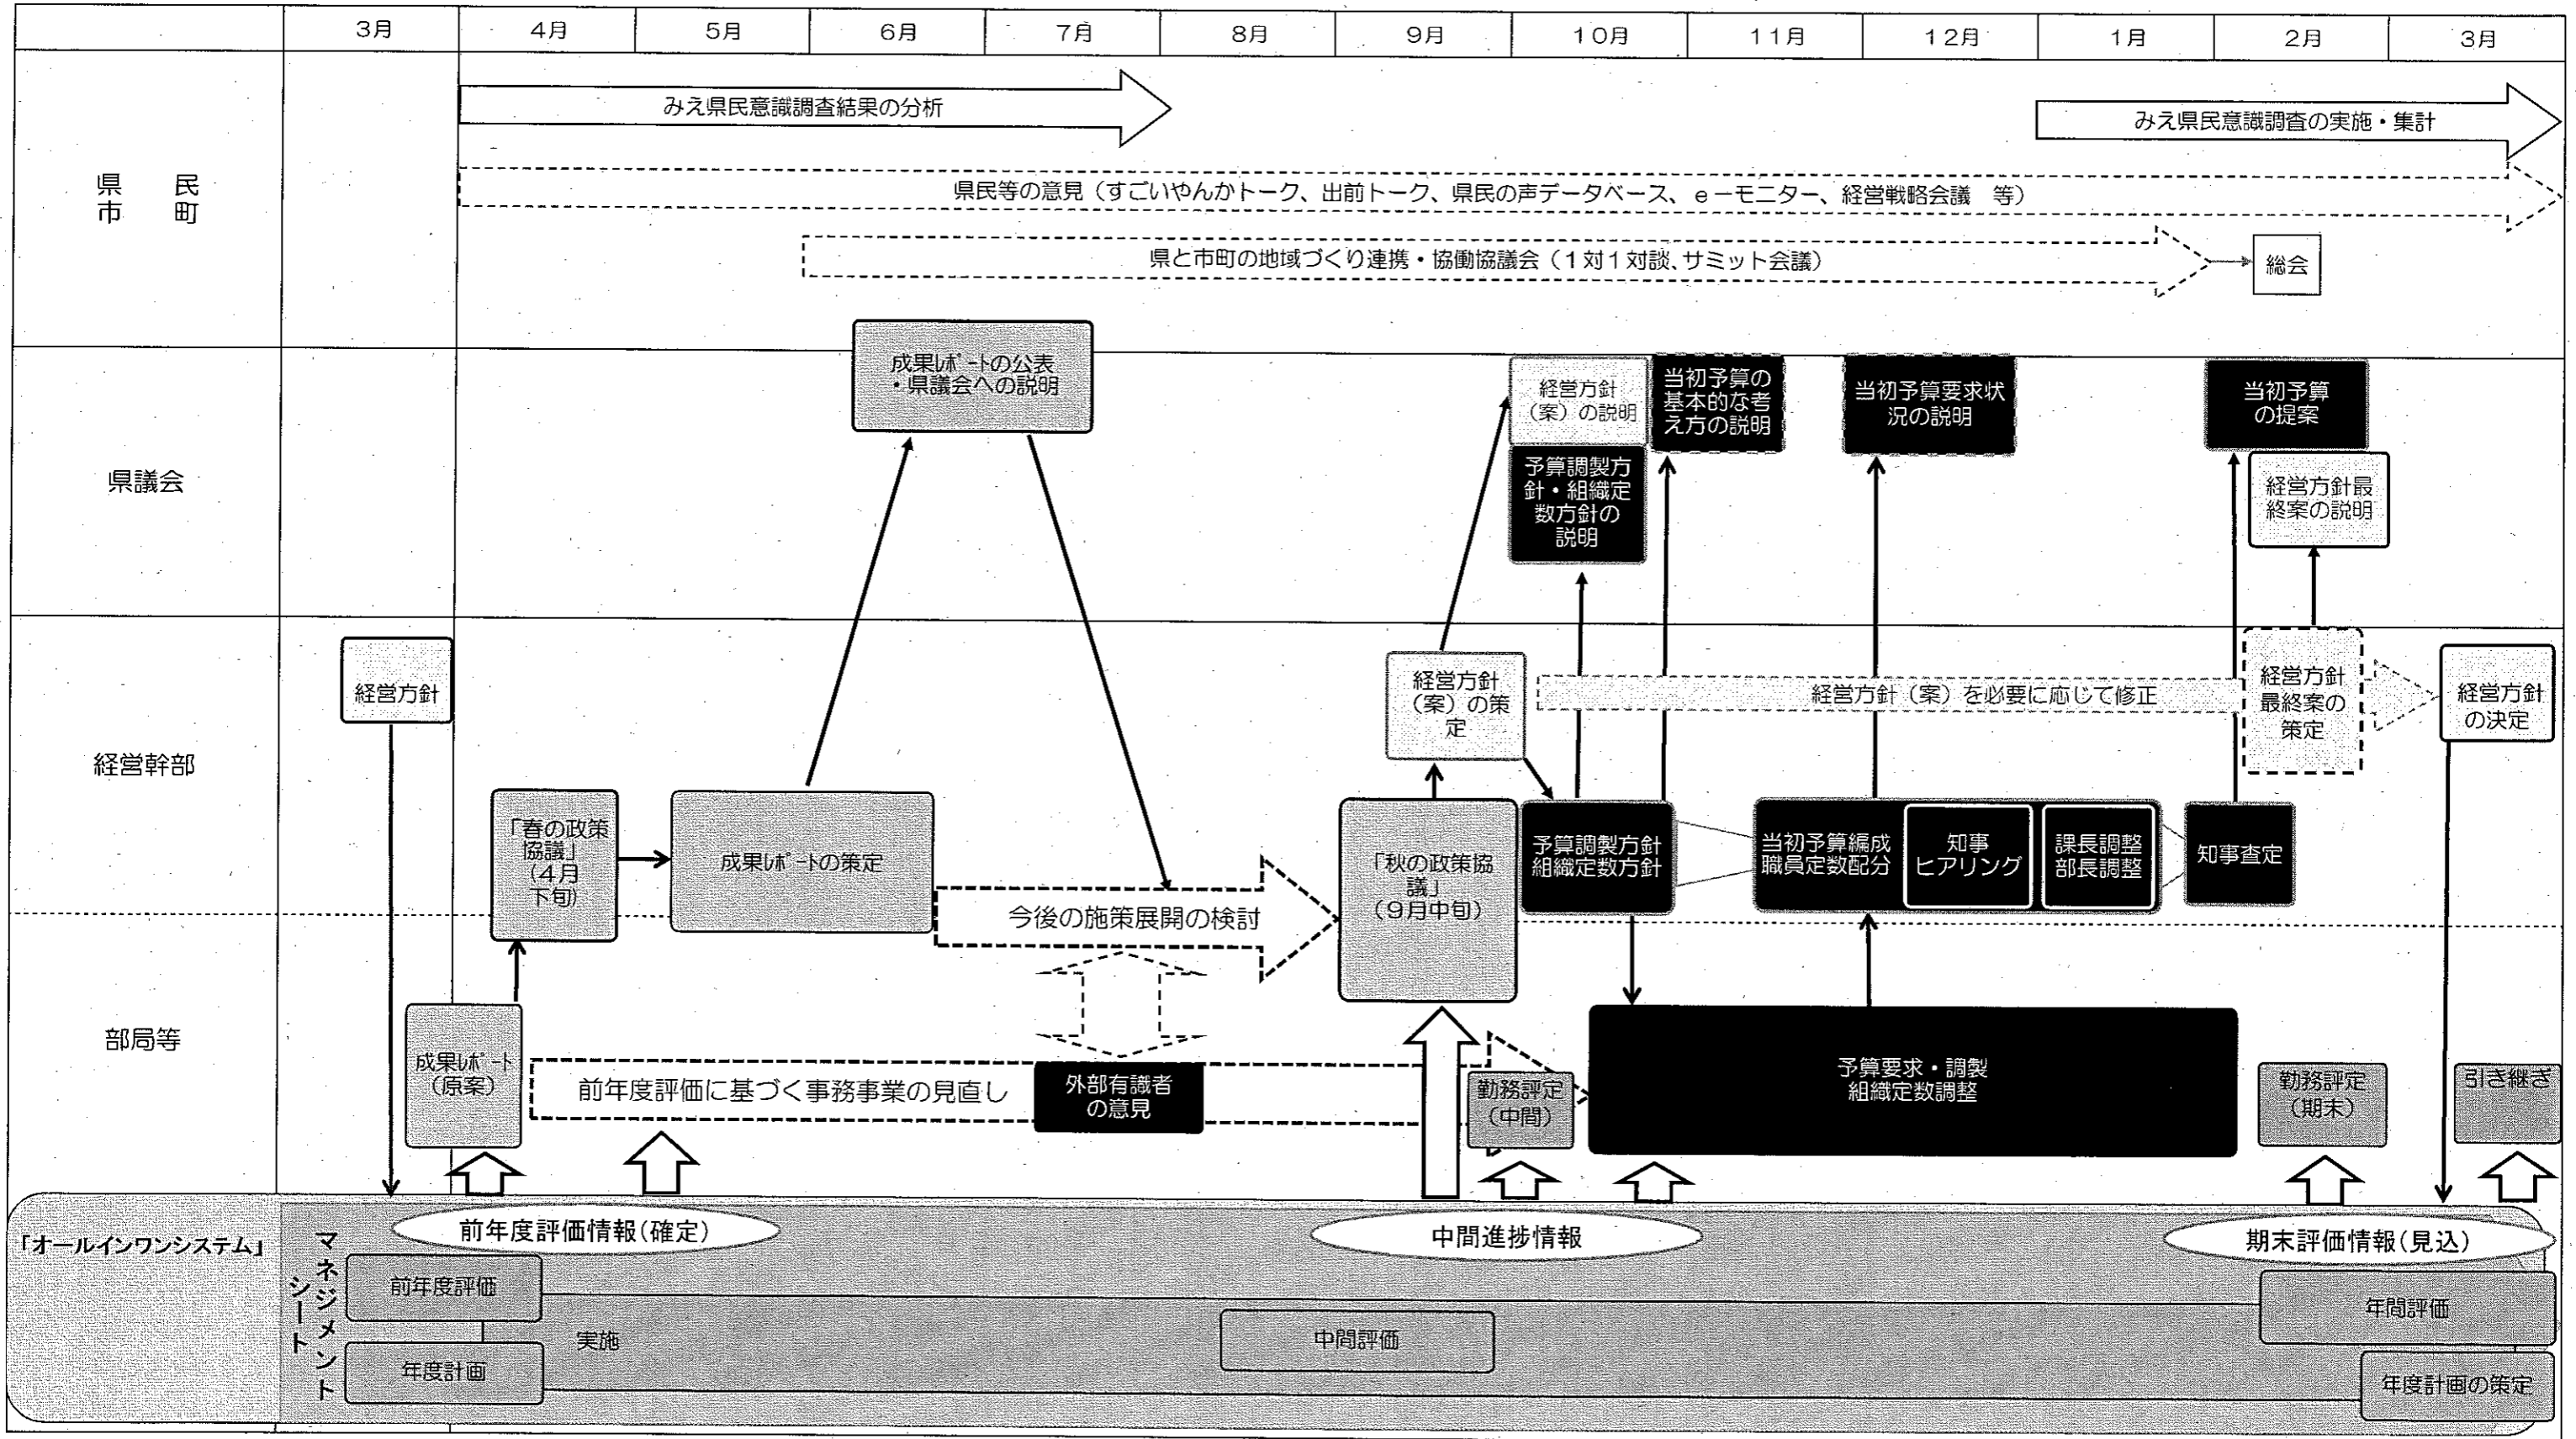 3月
4月
5月
6月
7月
8月
9月
10月
11月
12月
1月
2月
3月
県　民
市　町
みえ県民意識調査結果の分析
みえ県民意識調査の実施・集計
県民等の意見（すごいやんかトーク、出前トーク、県民の声データベース、e－モニター、経営戦略会議　等）
県と市町の地域づくり連携・協働協議会（1対1対談、サミット会議）
総会
県議会
成果ﾚﾎﾟｰﾄの公表
・県議会への説明
経営方針
（案）の説明
予算調製方
針・組織定
数方針の
説明
当初予算の
基本的な考
え方の説明
当初予算要求状
況の説明
当初予算
の提案
経営方針最
終案の説明
経営幹部
経営方針
「春の政策
協議」
（4月
下旬）
成果ﾚﾎﾟｰﾄの策定
今後の施策展開の検討
「秋の政策協
議」
（9月中旬）
経営方針
（案）の策
定
経営方針（案）を必要に応じて修正
経営方針
最終案の
策定
経営方針
の決定
予算調製方針
組織定数方針
当初予算編成
職員定数配分
知事
ヒアリング
課長調整
部長調整
知事査定
部局等
成果ﾚﾎﾟｰﾄ
（原案）
前年度評価に基づく事務事業の見直し
外部有識者
の意見
勤務評定
（中間）
予算要求・調製
組織定数調整
勤務評定
（期末）
引き継ぎ
「オールインワンシステム」
マネジメント
シート
前年度評価情報（確定）
中間進捗情報
期末評価情報（見込）
前年度評価
年度計画
実施
中間評価
年間評価
年度計画の策定